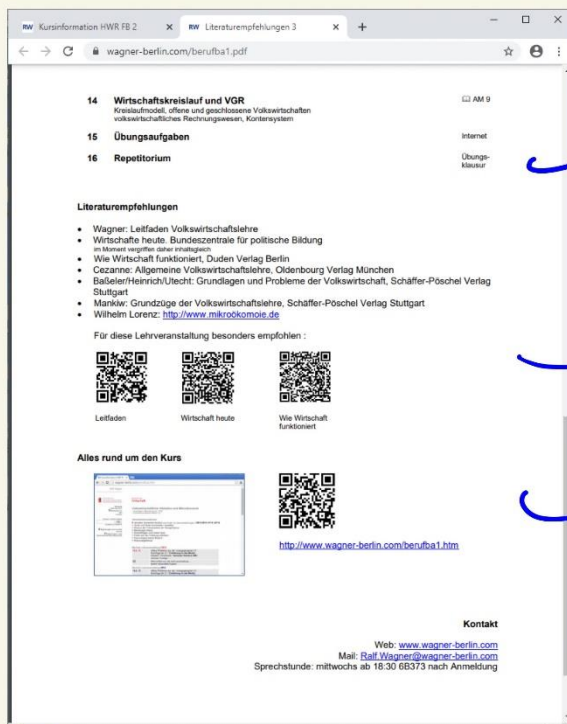 Kursinformation HWR FB 2
Literaturempfehlungen 3
wagner-berlin.com/berufba1.pdf
14 Wirtschaftskreislauf und VGR AM 9
Kreislaufmodell, offene und geschlossene Volkswirtschaften
volkswirtschaftliches Rechnungswesen, Kontensystem
15 Übungsaufgaben Internet
16 Repetitorium Übungs-
klausur
Literaturempfehlungen
• Wagner: Leitfaden Volkswirtschaftslehre
• Wirtschafte heute. Bundeszentrale für politische Bildung
im Moment vergriffen daher inhaltsgleich
• Wie Wirtschaft funktioniert, Duden Verlag Berlin
• Cezanne: Allgemeine Volkswirtschaftslehre, Oldenbourg Verlag München
• Baßeler/Heinrich/Utecht: Grundlagen und Probleme der Volkswirtschaft, Schäffer-Pöschel Verlag
Stuttgart
• Mankiw: Grundzüge der Volkswirtschaftslehre, Schäffer-Pöschel Verlag Stuttgart
• Wilhelm Lorenz: http://www.mikroökomoie.de
Für diese Lehrveranstaltung besonders empfohlen :
Leitfaden
Wirtschaft heute
Wie Wirtschaft
funktioniert
Alles rund um den Kurs
http://www.wagner-berlin.com/berufba1.htm
Kontakt
Web: www.wagner-berlin.com
Mail: Ralf.Wagner@wagner-berlin.com
Sprechstunde: mittwochs ab 18:30 6B373 nach Anmeldung